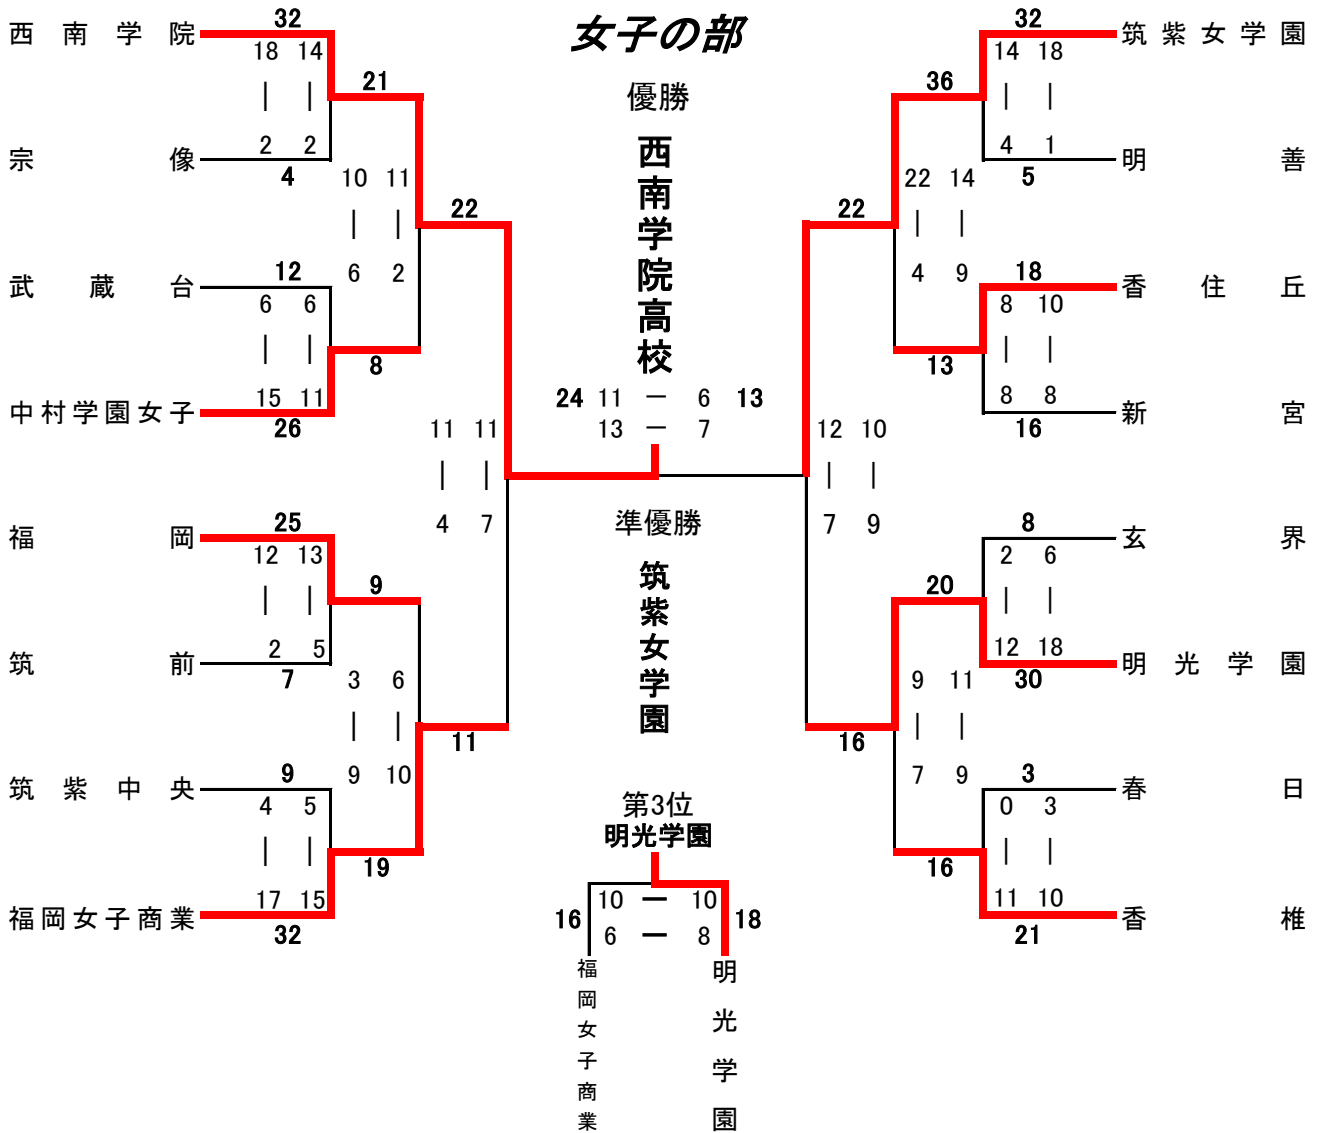 女子の部
優勝
西南学院高校
24 11 － 6 13
13 － 7
準優勝
筑紫女学園
第3位
明光学園
16 10 － 10 18
6 － 8
福岡女子商業
明光学園
西南学院
32
18 14
| |
2 2
4
宗像
武蔵台
12
6 6
| |
15 11
26
中村学園女子
福岡
25
12 13
| |
2 5
7
筑前
筑紫中央
9
4 5
| |
17 15
32
福岡女子商業
21
10 11
| |
6 2
8
9
3 6
| |
9 10
19
22
11 11
| |
4 7
11
筑紫女学園
32
14 18
| |
4 1
5
明善
香住丘
18
8 10
| |
8 8
16
新宮
玄界
8
2 6
| |
12 18
30
明光学園
春日
3
0 3
| |
11 10
21
香椎
36
22 14
| |
4 9
13
20
9 11
| |
7 9
16
22
12 10
| |
7 9
16